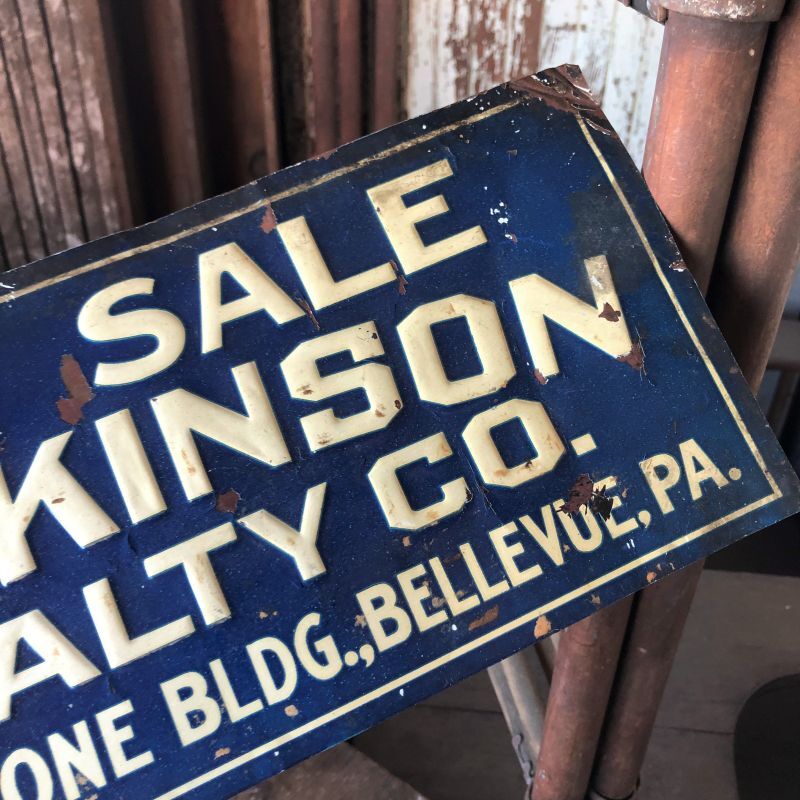 SALE
KINSON
ALTY CO.
ONE BLDG., BELLEVUE, PA.